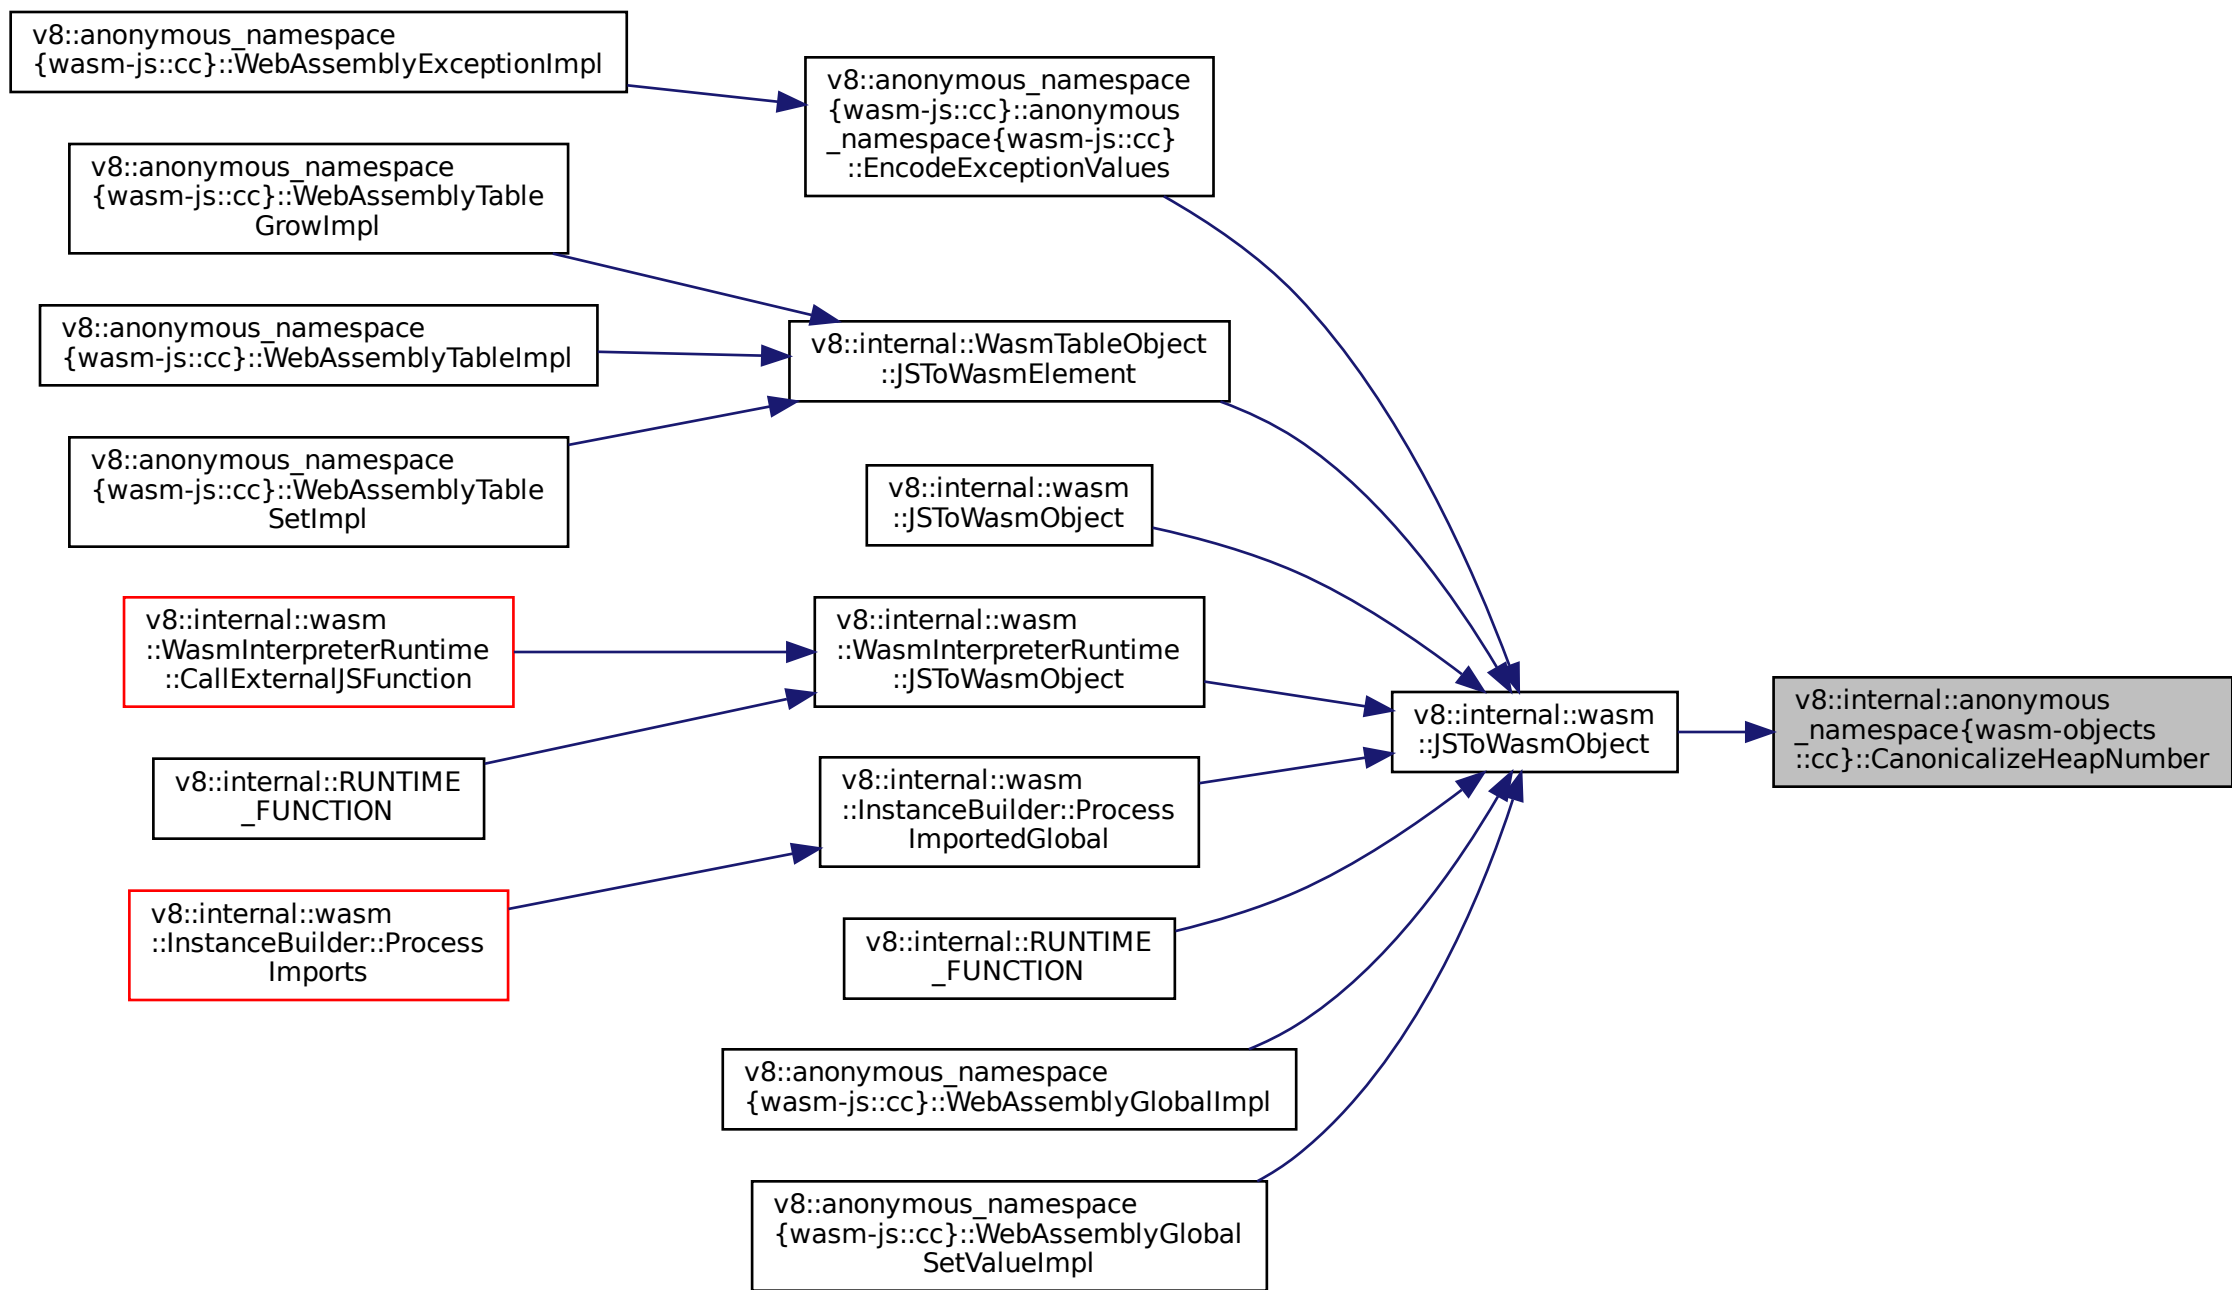 v8::anonymous_namespace
{wasm-js::cc}::WebAssemblyExceptionImpl
v8::anonymous_namespace
{wasm-js::cc}::WebAssemblyTable
GrowImpl
v8::anonymous_namespace
{wasm-js::cc}::WebAssemblyTableImpl
v8::anonymous_namespace
{wasm-js::cc}::WebAssemblyTable
SetImpl
v8::internal::wasm
::WasmInterpreterRuntime
::CallExternalJSFunction
v8::internal::RUNTIME
_FUNCTION
v8::internal::wasm
::InstanceBuilder::Process
Imports
v8::anonymous_namespace
{wasm-js::cc}::anonymous
_namespace{wasm-js::cc}
::EncodeExceptionValues
v8::internal::WasmTableObject
::JSToWasmElement
v8::internal::wasm
::JSToWasmObject
v8::internal::wasm
::WasmInterpreterRuntime
::JSToWasmObject
v8::internal::wasm
::InstanceBuilder::Process
ImportedGlobal
v8::internal::RUNTIME
_FUNCTION
v8::anonymous_namespace
{wasm-js::cc}::WebAssemblyGlobalImpl
v8::anonymous_namespace
{wasm-js::cc}::WebAssemblyGlobal
SetValueImpl
v8::internal::wasm
::JSToWasmObject
v8::internal::anonymous
_namespace{wasm-objects
::cc}::CanonicalizeHeapNumber